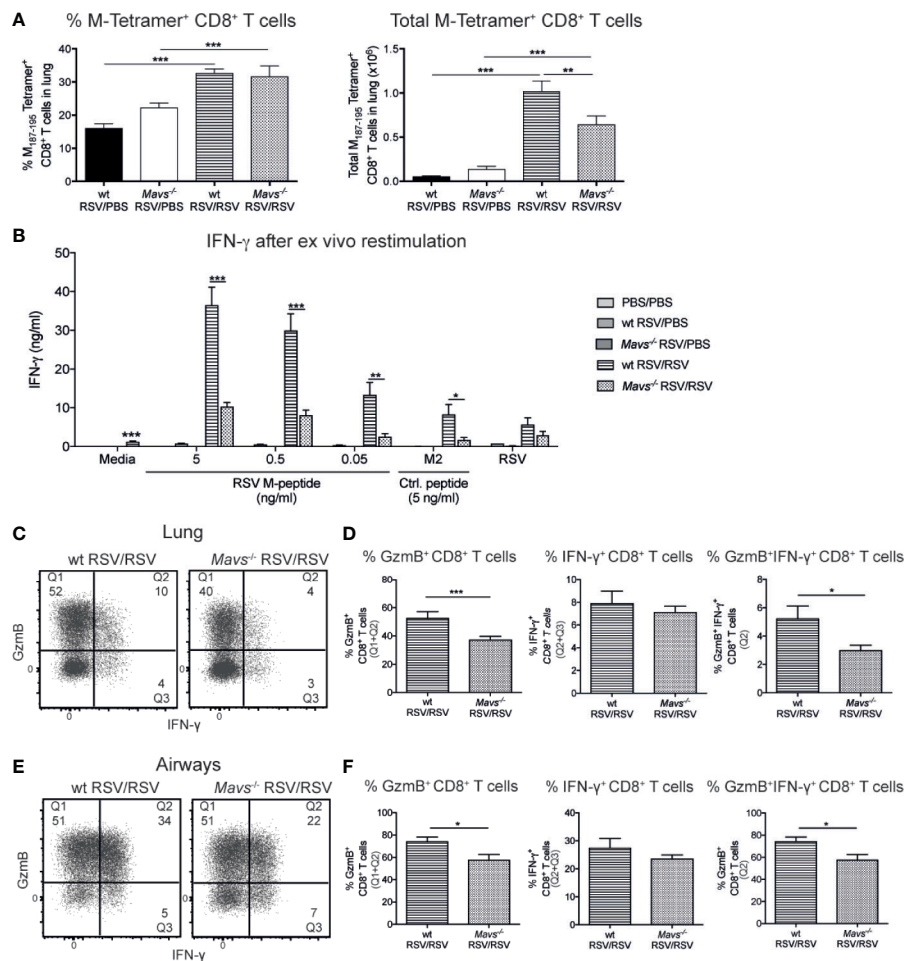 A
% M-Tetramer+ CD8+ T cells
% M187-195 Tetramer+
CD8+ T cells in lung
40
30
20
10
0
***
***
wt
RSV/PBS
Mavs-/-
RSV/PBS
wt
RSV/RSV
Mavs-/-
RSV/RSV
Total M-Tetramer+ CD8+ T cells
Total M187-195 Tetramer+
CD8+ T cells in lung (x10⁶)
1.5
1.0
0.5
0.0
***
***
**
wt
RSV/PBS
Mavs-/-
RSV/PBS
wt
RSV/RSV
Mavs-/-
RSV/RSV
B
IFN-γ after ex vivo restimulation
IFN-γ (ng/ml)
50
40
30
20
10
0
***
***
***
**
*
Media
5
0.5
0.05
M2
RSV
RSV M-peptide
(ng/ml)
Ctrl. peptide
(5 ng/ml)
PBS/PBS
wt RSV/PBS
Mavs-/- RSV/PBS
wt RSV/RSV
Mavs-/- RSV/RSV
C
Lung
wt RSV/RSV
Mavs-/- RSV/RSV
Q1
52
Q2
10
4
Q3
Q1
40
Q2
4
3
Q3
GzmB
0
0
0
0
IFN-γ
D
% GzmB+ CD8+ T cells
% GzmB+
CD8+ T cells
(Q1+Q2)
80
60
40
20
0
***
wt
RSV/RSV
Mavs-/-
RSV/RSV
% IFN-γ+ CD8+ T cells
% IFN-γ+
CD8+ T cells
(Q2+Q3)
10
8
6
4
2
0
wt
RSV/RSV
Mavs-/-
RSV/RSV
% GzmB+IFN-γ+ CD8+ T cells
% GzmB+ IFN-γ+
CD8+ T cells
(Q2)
8
6
4
2
0
*
wt
RSV/RSV
Mavs-/-
RSV/RSV
E
Airways
wt RSV/RSV
Mavs-/- RSV/RSV
Q1
51
Q2
34
5
Q3
Q1
51
Q2
22
7
Q3
GzmB
0
0
0
0
IFN-γ
F
% GzmB+ CD8+ T cells
% GzmB+
CD8+ T cells
(Q1+Q2)
100
80
60
40
20
0
*
wt
RSV/RSV
Mavs-/-
RSV/RSV
% IFN-γ+ CD8+ T cells
% IFN-γ+
CD8+ T cells
(Q2+Q3)
40
30
20
10
0
wt
RSV/RSV
Mavs-/-
RSV/RSV
% GzmB+IFN-γ+ CD8+ T cells
% GzmB+
CD8+ T cells
(Q2)
100
80
60
40
20
0
*
wt
RSV/RSV
Mavs-/-
RSV/RSV